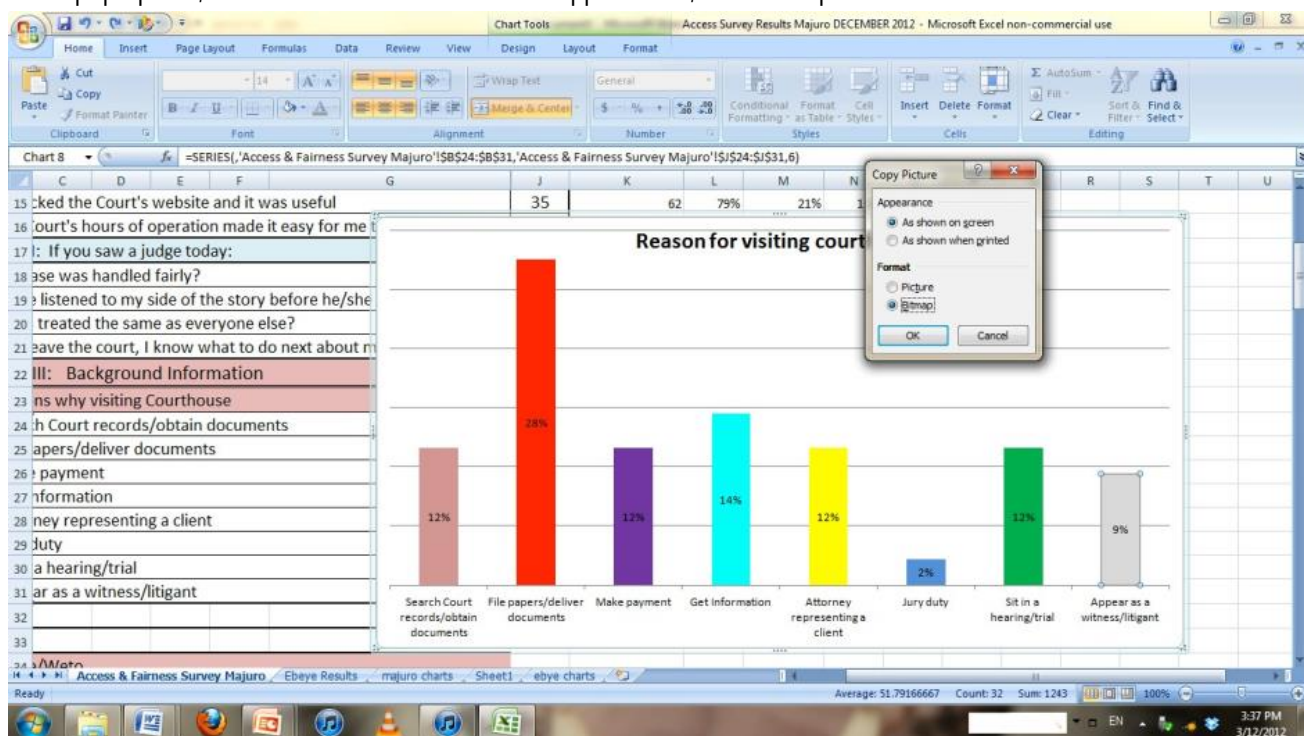 Chart Tools Access Survey Results Majuro DECEMBER 2012 - Microsoft Excel non-commercial use
Home Insert Page Layout Formulas Data Review View Design Layout Format
Cut
Copy
Format Painter
Paste
Clipboard
14
B I U
Font
Wrap Text
Merge & Center
Alignment
General
$ % ,
Number
Conditional Formatting
Format as Table
Cell Styles
Styles
Insert Delete Format
Cells
Σ AutoSum
Fill
Clear
Sort & Filter
Find & Select
Editing
Chart 8 fx =SERIES(,'Access & Fairness Survey Majuro'!$B$24:$B$31,'Access & Fairness Survey Majuro'!$J$24:$J$31,6)
C D E F G J K L M N R S T U
15 cked the Court's website and it was useful 35 62 79% 21% 1
16 ourt's hours of operation made it easy for me t
17 I: If you saw a judge today:
18 ase was handled fairly?
19 e listened to my side of the story before he/she
20 treated the same as everyone else?
21 eave the court, I know what to do next about m
22 III: Background Information
23 ns why visiting Courthouse
24 ch Court records/obtain documents
25 apers/deliver documents
26 e payment
27 nformation
28 ney representing a client
29 duty
30 a hearing/trial
31 ar as a witness/litigant
32
33
34 o/Weto
Reason for visiting court
12%
28%
12%
14%
12%
2%
12%
9%
Search Court records/obtain documents
File papers/deliver documents
Make payment
Get Information
Attorney representing a client
Jury duty
Sit in a hearing/trial
Appear as a witness/litigant
Copy Picture
Appearance
As shown on screen
As shown when printed
Format
Picture
Bitmap
OK Cancel
Access & Fairness Survey Majuro Ebeye Results majuro charts Sheet1 ebye charts
Ready Average: 51.79166667 Count: 32 Sum: 1243 100%
EN 3:37 PM
3/12/2012